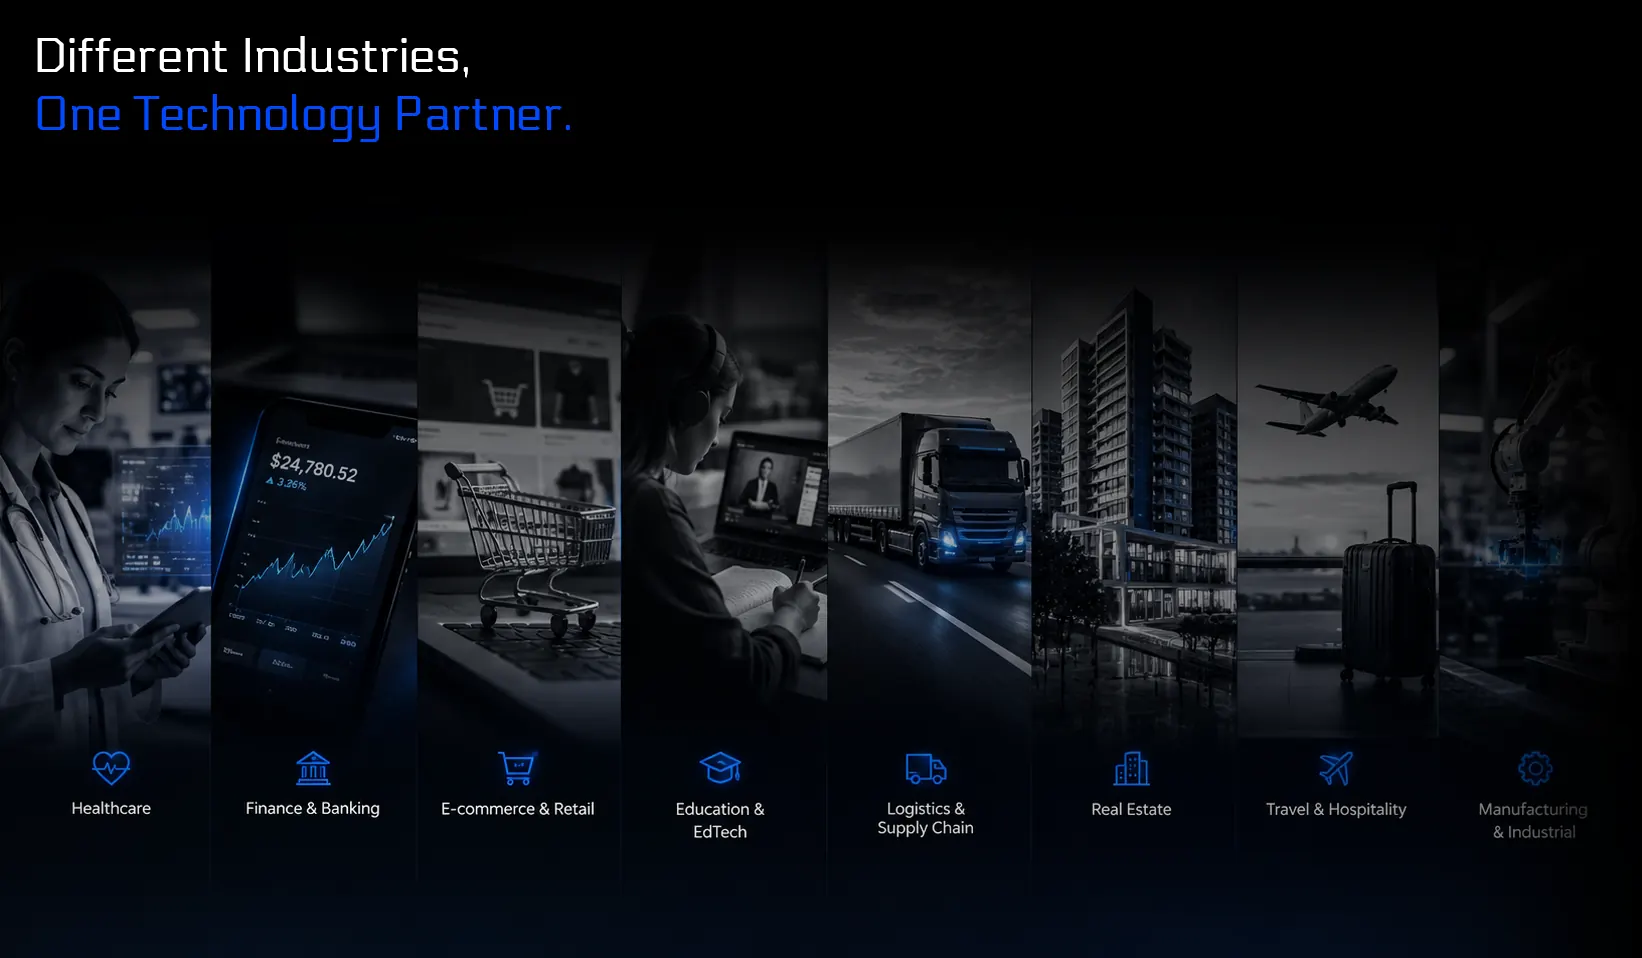 Different Industries,
One Technology Partner.
$24,780.52
▲ 3.26%
Healthcare
Finance & Banking
E-commerce & Retail
Education &
EdTech
Logistics &
Supply Chain
Real Estate
Travel & Hospitality
Manufacturing
& Industrial